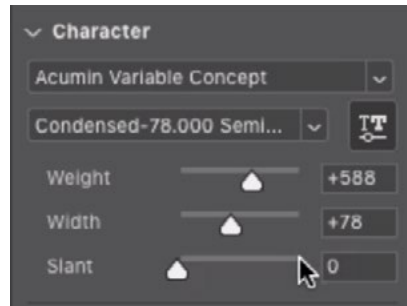 Character
Acumin Variable Concept
Condensed-78.000 Semi...
Weight +588
Width +78
Slant 0